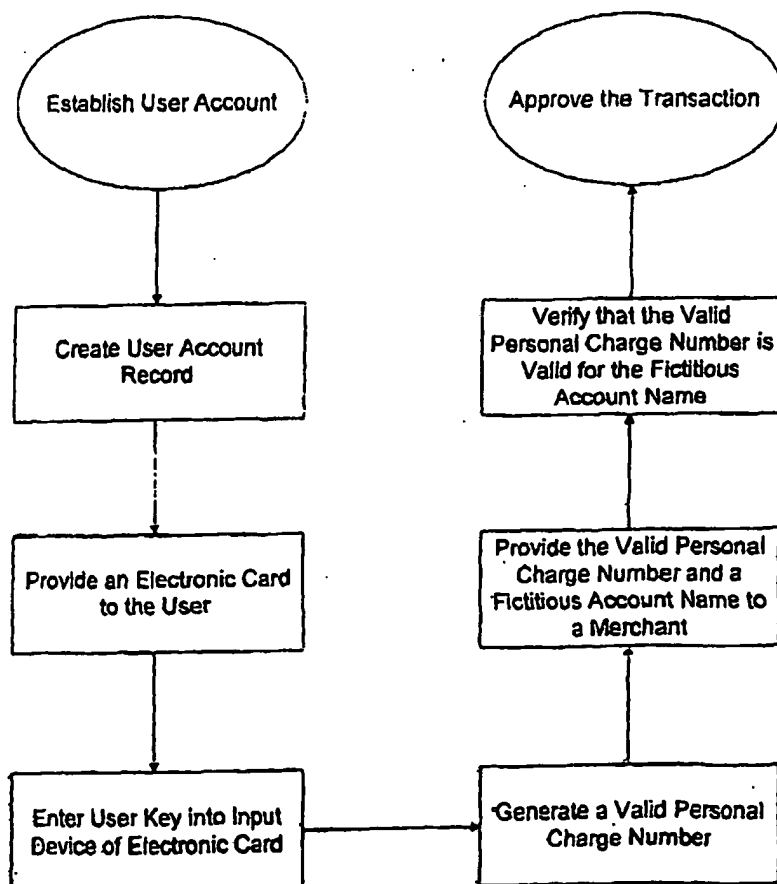 Establish User Account
Create User Account
Record
Provide an Electronic Card
to the User
Enter User Key into Input
Device of Electronic Card
Generate a Valid Personal
Charge Number
Provide the Valid Personal
Charge Number and a
Fictitious Account Name to
a Merchant
Verify that the Valid
Personal Charge Number is
Valid for the Fictitious
Account Name
Approve the Transaction